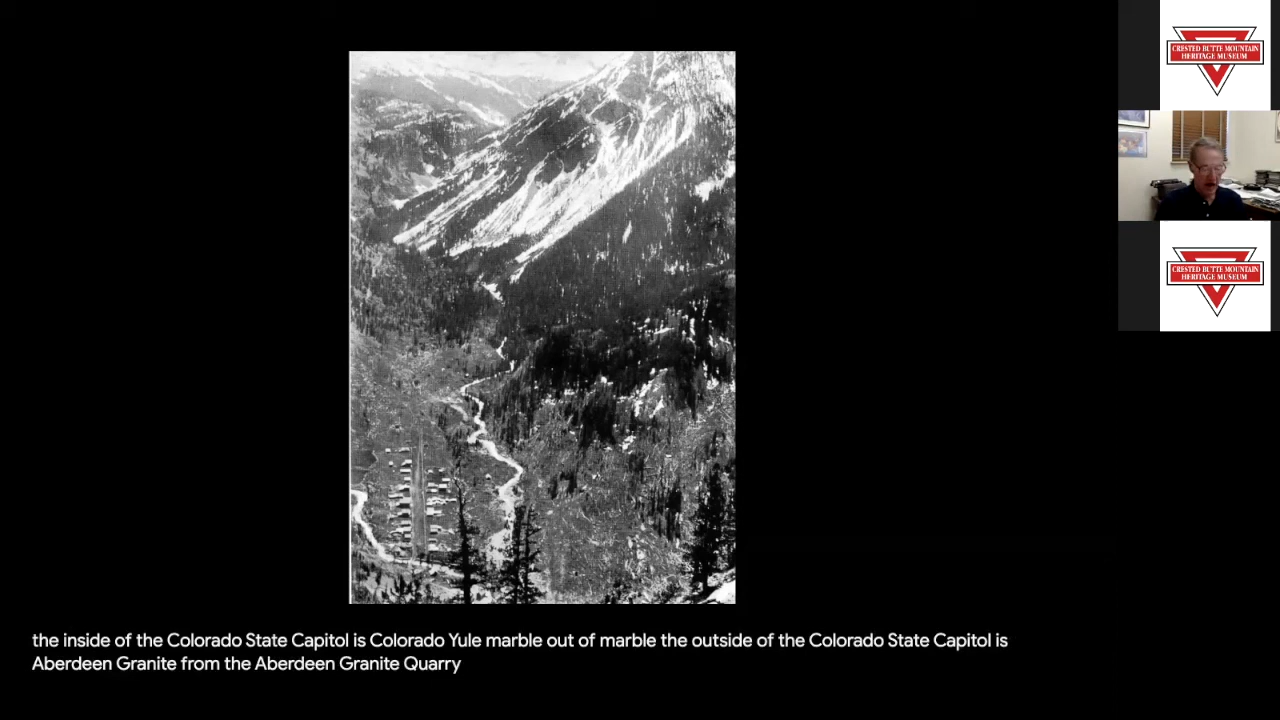 CRESTED BUTTE MOUNTAIN
HERITAGE MUSEUM
CRESTED BUTTE MOUNTAIN
HERITAGE MUSEUM
the inside of the Colorado State Capitol is Colorado Yule marble out of marble the outside of the Colorado State Capitol is
Aberdeen Granite from the Aberdeen Granite Quarry